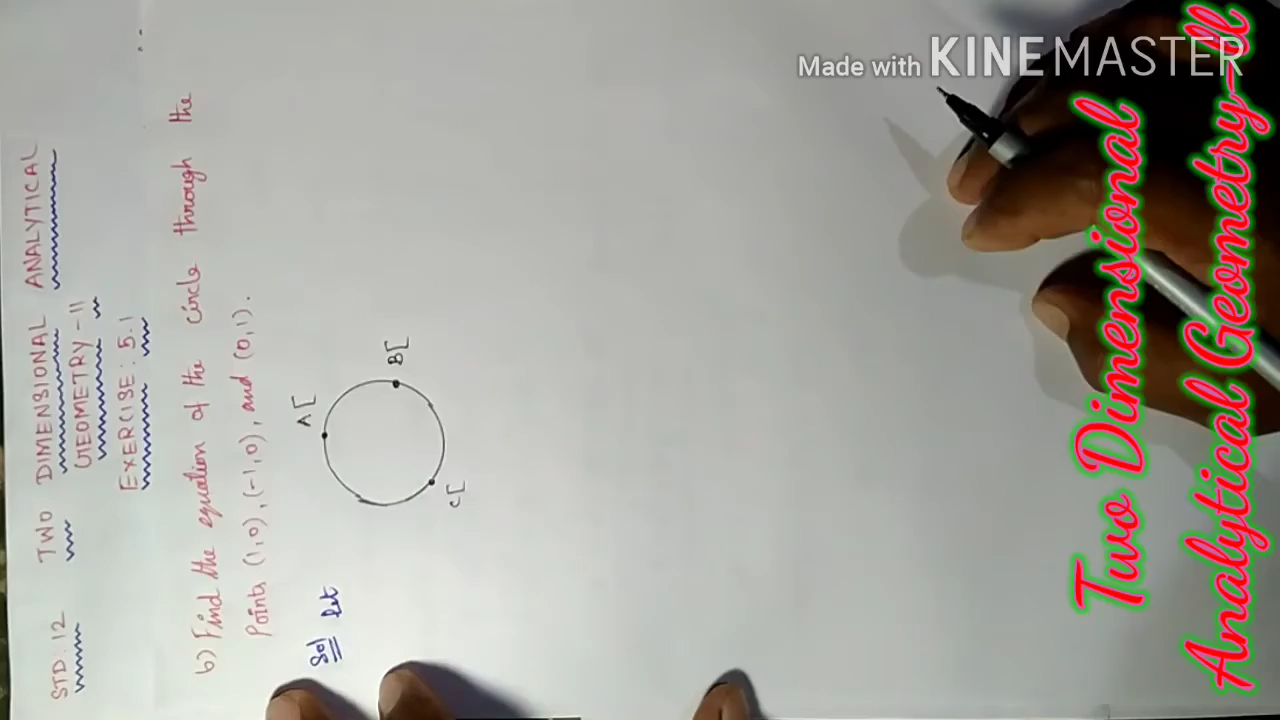 STD: 12 TWO DIMENSIONAL ANALYTICAL
GEOMETRY - II
EXERCISE: 5.1
6) Find the equation of the circle through the
Points (1,0), (-1,0), and (0,1).
Sol let
A[
B[
C[
Made with KINEMASTER
Two Dimensional
Analytical Geometry-II